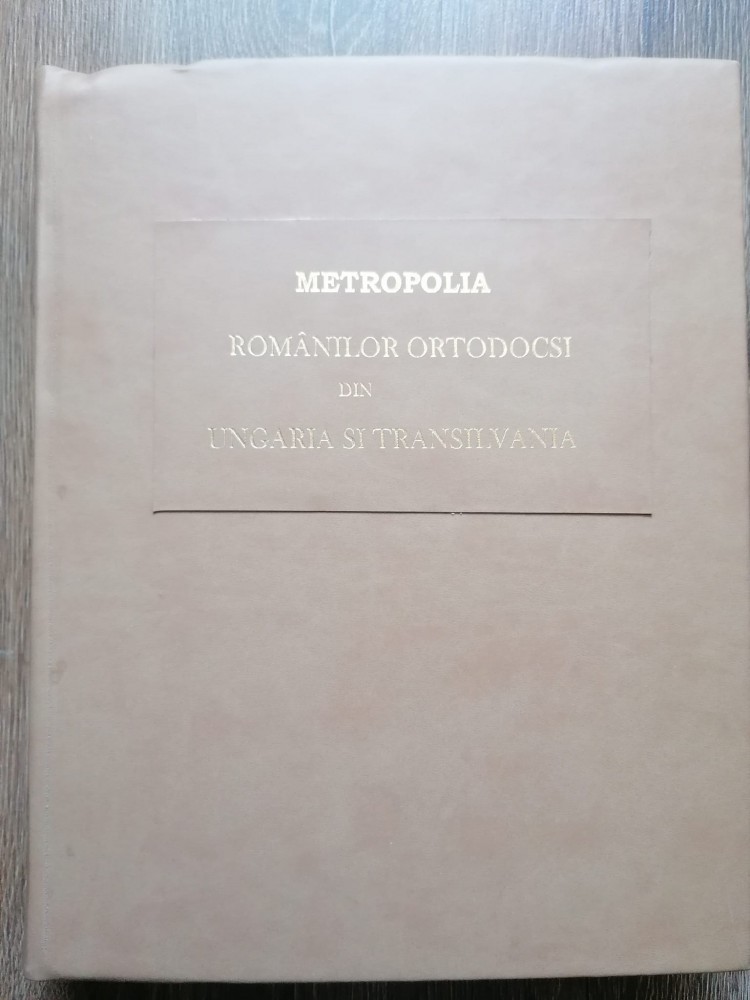 METROPOLIA
ROMÂNILOR ORTODOCSI
DIN
UNGARIA SI TRANSILVANIA